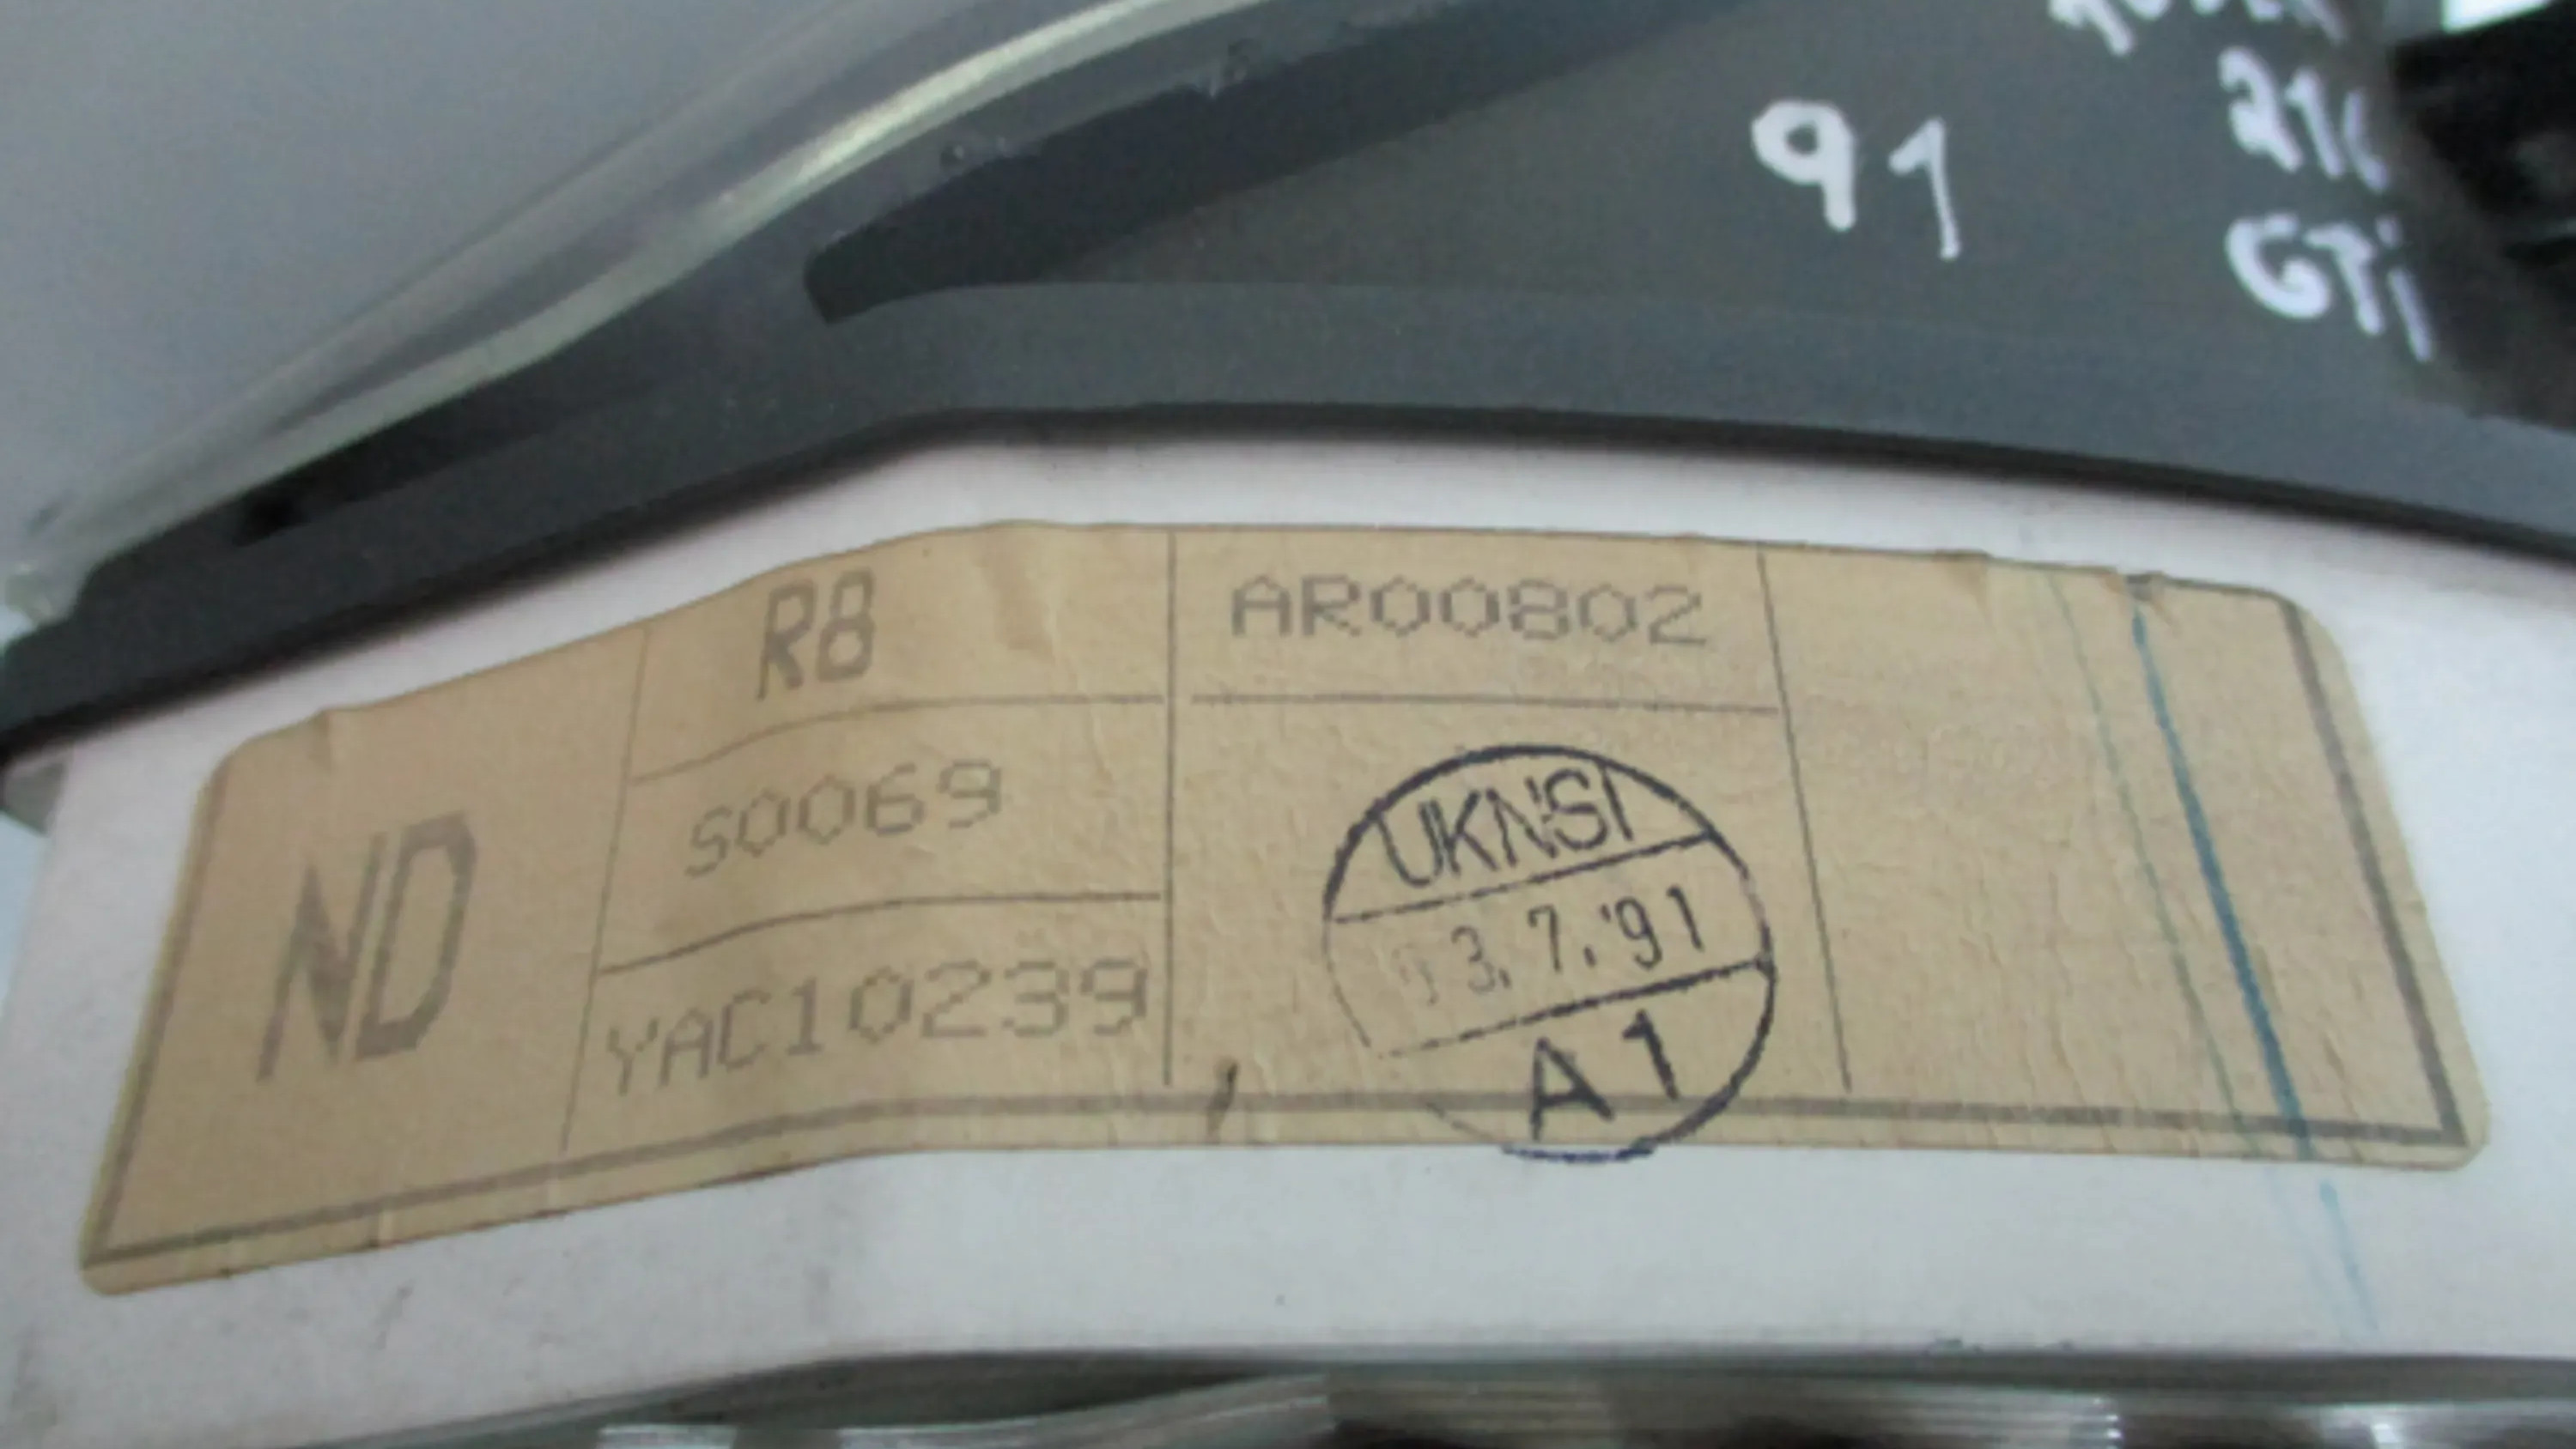 91
GTi
R8
AR00802
S0069
ND
YAC10239
UKNSI
3.7.'91
A1